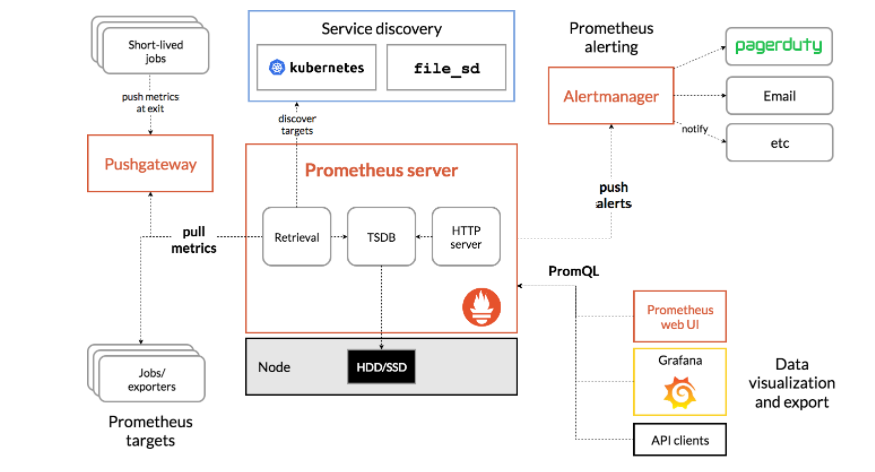 Short-lived
jobs
push metrics
at exit
Pushgateway
Service discovery
kubernetes
file_sd
discover
targets
Prometheus
alerting
Alertmanager
pagerduty
Email
notify
etc
Prometheus server
Retrieval
TSDB
HTTP
server
pull
metrics
push
alerts
PromQL
Node
HDD/SSD
Jobs/
exporters
Prometheus
targets
Prometheus
web UI
Grafana
API clients
Data
visualization
and export